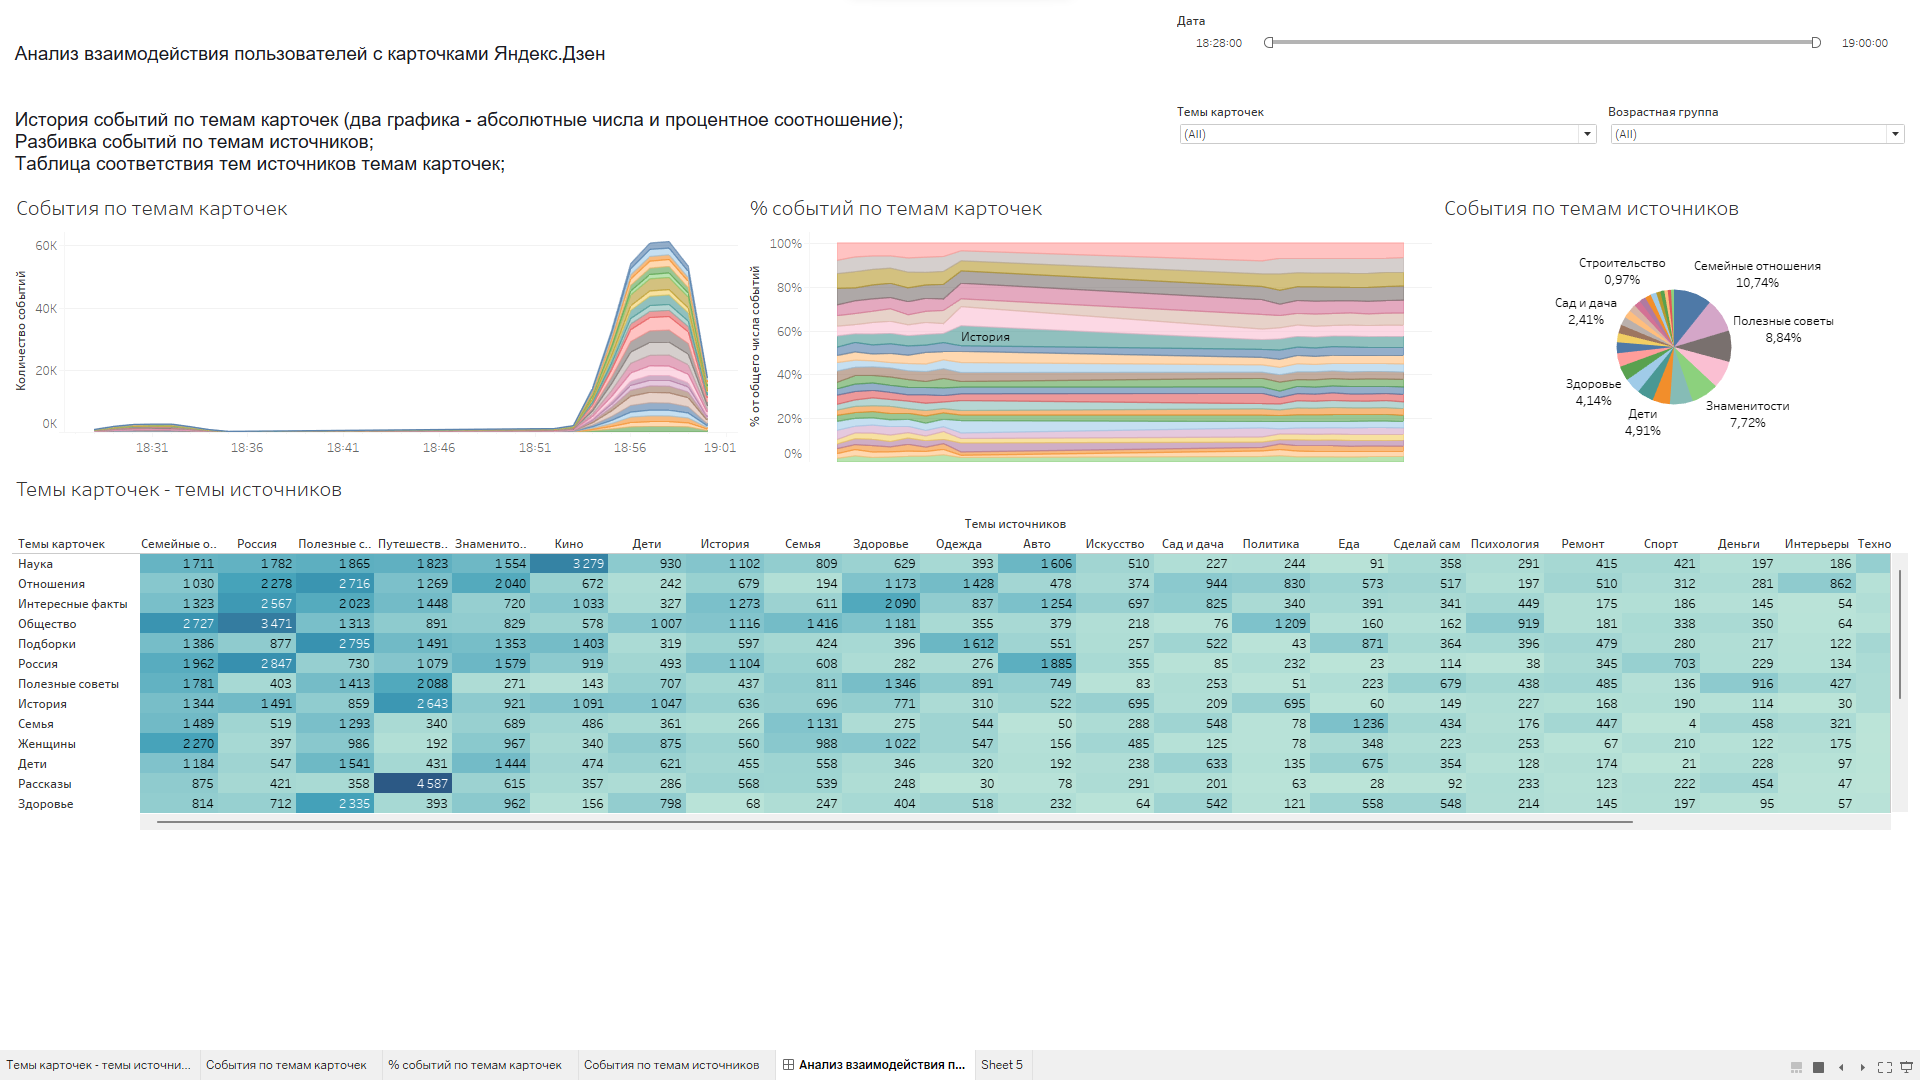 Дата
18:28:00
19:00:00
Анализ взаимодействия пользователей с карточками Яндекс.Дзен
История событий по темам карточек (два графика - абсолютные числа и процентное соотношение);
Разбивка событий по темам источников;
Таблица соответствия тем источников темам карточек;
Темы карточек
(All)
Возрастная группа
(All)
События по темам карточек
Количество событий
60K
40K
20K
0K
18:31 18:36 18:41 18:46 18:51 18:56 19:01
% событий по темам карточек
% от общего числа событий
100%
80%
60%
40%
20%
0%
История
События по темам источников
Строительство
0,97%
Семейные отношения
10,74%
Сад и дача
2,41%
Полезные советы
8,84%
Здоровье
4,14%
Знаменитости
7,72%
Дети
4,91%
Темы карточек - темы источников
Темы источников
Темы карточек Семейные о.. Россия Полезные с.. Путешеств.. Знаменито.. Кино Дети История Семья Здоровье Одежда Авто Искусство Сад и дача Политика Еда Сделай сам Психология Ремонт Спорт Деньги Интерьеры Техно
Наука 1 711 1 782 1 865 1 823 1 554 3 279 930 1 102 809 629 393 1 606 510 227 244 91 358 291 415 421 197 186
Отношения 1 030 2 278 2 716 1 269 2 040 672 242 679 194 1 173 1 428 478 374 944 830 573 517 197 510 312 281 862
Интересные факты 1 323 2 567 2 023 1 448 720 1 033 327 1 273 611 2 090 837 1 254 697 825 340 391 341 449 175 186 145 54
Общество 2 727 3 471 1 313 891 829 578 1 007 1 116 1 416 1 181 355 379 218 76 1 209 160 162 919 181 338 350 64
Подборки 1 386 877 2 795 1 491 1 353 1 403 319 597 424 396 1 612 551 257 522 43 871 364 396 479 280 217 122
Россия 1 962 2 847 730 1 079 1 579 919 493 1 104 608 282 276 1 885 355 85 232 23 114 38 345 703 229 134
Полезные советы 1 781 403 1 413 2 088 271 143 707 437 811 1 346 891 749 83 253 51 223 679 438 485 136 916 427
История 1 344 1 491 859 2 643 921 1 091 1 047 636 696 771 310 522 695 209 695 60 149 227 168 190 114 30
Семья 1 489 519 1 293 340 689 486 361 266 1 131 275 544 50 288 548 78 1 236 434 176 447 4 458 321
Женщины 2 270 397 986 192 967 340 875 560 988 1 022 547 156 485 125 78 348 223 253 67 210 122 175
Дети 1 184 547 1 541 431 1 444 474 621 455 558 346 320 192 238 633 135 675 354 128 174 21 228 97
Рассказы 875 421 358 4 587 615 357 286 568 539 248 30 78 291 201 63 28 92 233 123 222 454 47
Здоровье 814 712 2 335 393 962 156 798 68 247 404 518 232 64 542 121 558 548 214 145 197 95 57
Темы карточек - темы источни... События по темам карточек % событий по темам карточек События по темам источников Анализ взаимодействия п... Sheet 5